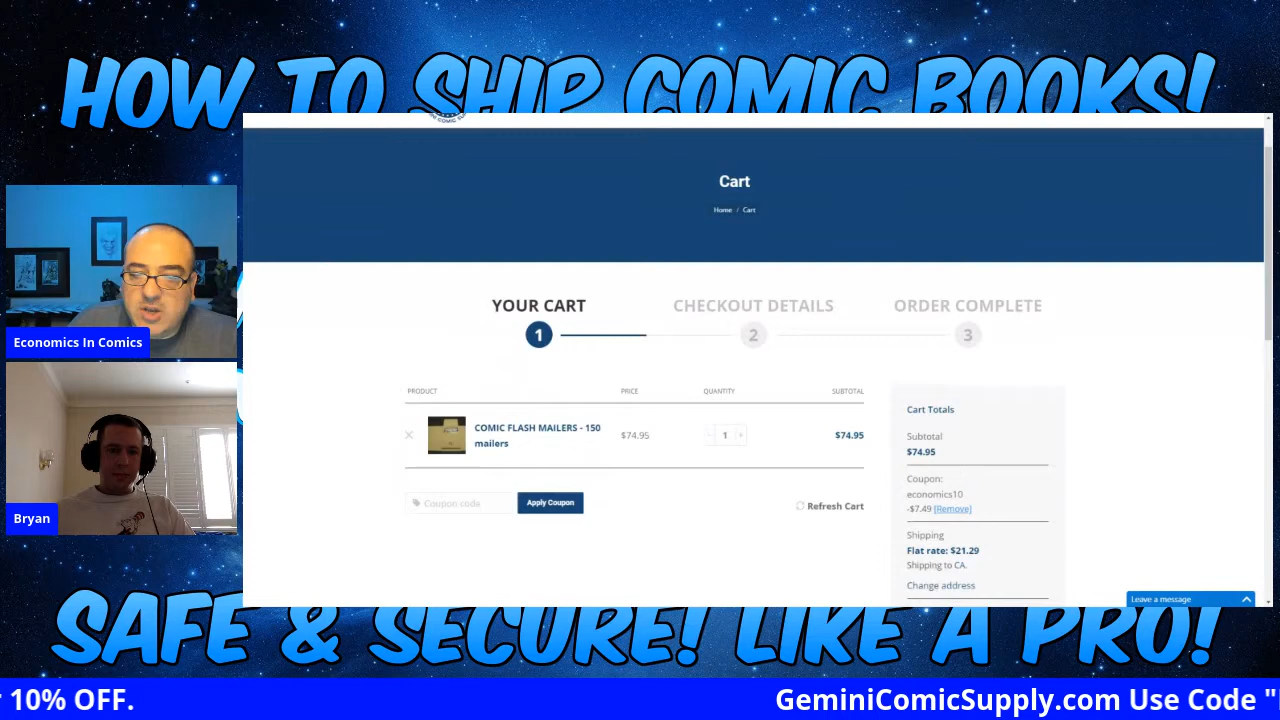 HOW TO SHIP COMIC BOOKS!
Cart
Home / Cart
YOUR CART
CHECKOUT DETAILS
ORDER COMPLETE
1
2
3
PRODUCT
PRICE
QUANTITY
SUBTOTAL
COMIC FLASH MAILERS - 150
mailers
$74.95
- 1 +
$74.95
Coupon code
Apply Coupon
Refresh Cart
Cart Totals
Subtotal
$74.95
Coupon:
economics10
-$7.49 [Remove]
Shipping
Flat rate: $21.29
Shipping to CA.
Change address
Leave a message
Economics In Comics
Bryan
SAFE & SECURE! LIKE A PRO!
10% OFF.
GeminiComicSupply.com Use Code "